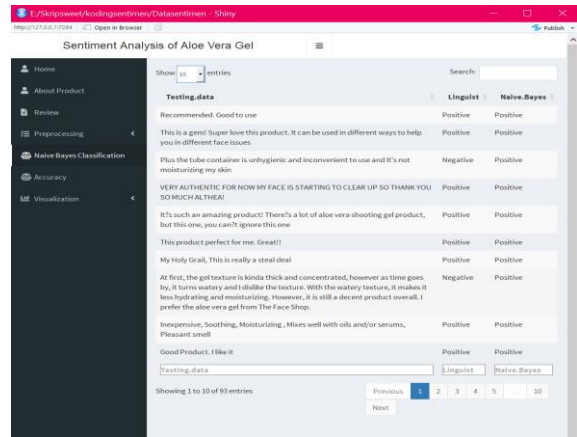 E:/Skripsweet/kodingsentimen/Datasentimen - Shiny
http://127.0.0.1:7284
Open in Browser
Publish
Sentiment Analysis of Aloe Vera Gel
Home
About Product
Review
Preprocessing
Naive Bayes Classification
Accuracy
Visualization
Show 10 entries
Search:
Testing.data Linguist Naive.Bayes
Recommended. Good to use Positive Positive
This is a gem! Super love this product. It can be used in different ways to help Positive Positive
you in different face issues
Plus the tube container is unhygienic and inconvenient to use and it's not Negative Positive
moisturizing my skin
VERY AUTHENTIC FOR NOW MY FACE IS STARTING TO CLEAR UP SO THANK YOU Positive Positive
SO MUCH ALTHEA!
It?s such an amazing product! There?s a lot of aloe vera shooting gel product, Positive Positive
but this one, you can?t ignore this one
This product perfect for me. Great!! Positive Positive
My Holy Grail, This is really a steal deal Positive Positive
At first, the gel texture is kinda thick and concentrated, however as time goes Negative Positive
by, it turns watery and I dislike the texture. With the watery texture, it makes it
less hydrating and moisturizing. However, it is still a decent product overall. I
prefer the aloe vera gel from The Face Shop.
Inexpensive, Soothing, Moisturizing , Mixes well with oils and/or serums, Positive Positive
Pleasant smell
Good Product. I like it Positive Positive
Testing.data Linguist Naive.Bayes
Showing 1 to 10 of 93 entries
Previous 1 2 3 4 5 ... 10
Next